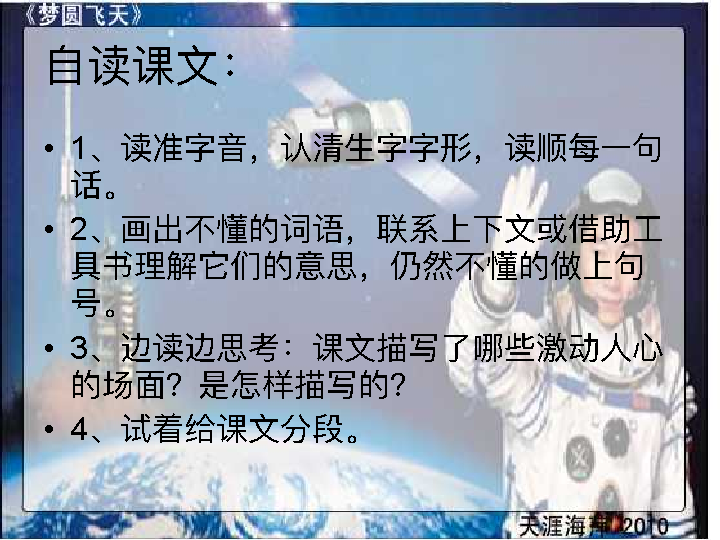 《梦圆飞天》
自读课文：
• 1、读准字音，认清生字字形，读顺每一句
话。
• 2、画出不懂的词语，联系上下文或借助工
具书理解它们的意思，仍然不懂的做上句
号。
• 3、边读边思考：课文描写了哪些激动人心
的场面？是怎样描写的？
• 4、试着给课文分段。
天涯海 2010